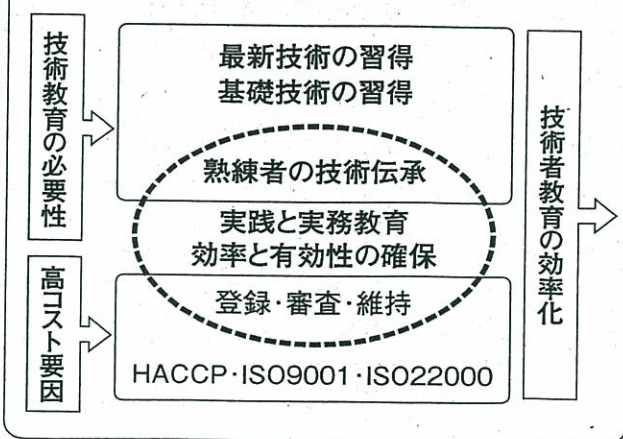 技術教育の必要性
最新技術の習得
基礎技術の習得
熟練者の技術伝承
実践と実務教育
効率と有効性の確保
高コスト要因
登録・審査・維持
HACCP・ISO9001・ISO22000
技術者教育の効率化